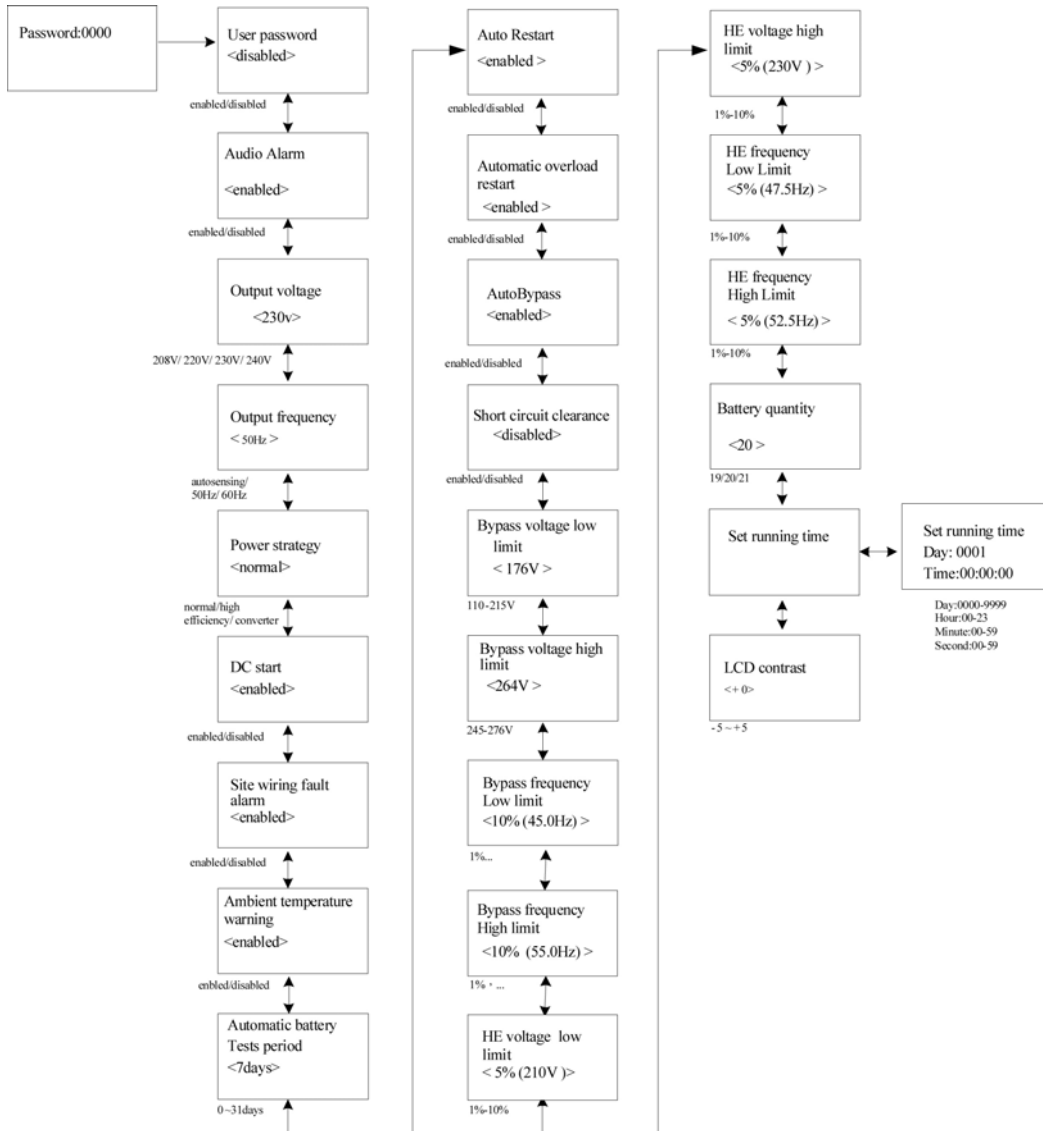 Password:0000
User password
<disabled>
enabled/disabled
Audio Alarm
<enabled>
enabled/disabled
Output voltage
<230v>
208V/ 220V/ 230V/ 240V
Output frequency
< 50Hz >
autosensing/
50Hz/ 60Hz
Power strategy
<normal>
normal/high
efficiency/ converter
DC start
<enabled>
enabled/disabled
Site wiring fault
alarm
<enabled>
enabled/disabled
Ambient temperature
warning
<enabled>
enbled/disabled
Automatic battery
Tests period
<7days>
0 ~31days
Auto Restart
<enabled >
enabled/disabled
Automatic overload
restart
<enabled >
enabled/disabled
AutoBypass
<enabled>
enabled/disabled
Short circuit clearance
<disabled>
enabled/disabled
Bypass voltage low
limit
< 176V >
110-215V
Bypass voltage high
limit
<264V >
245-276V
Bypass frequency
Low limit
<10% (45.0Hz) >
1%...
Bypass frequency
High limit
<10% (55.0Hz) >
1%，...
HE voltage low
limit
< 5% (210V )>
1%-10%
HE voltage high
limit
<5% (230V ) >
1%-10%
HE frequency
Low Limit
<5% (47.5Hz) >
1%-10%
HE frequency
High Limit
< 5% (52.5Hz) >
1%-10%
Battery quantity
<20 >
19/20/21
Set running time
Set running time
Day: 0001
Time:00:00:00
Day:0000-9999
Hour:00-23
Minute:00-59
Second:00-59
LCD contrast
<+ 0>
-5 ~ +5